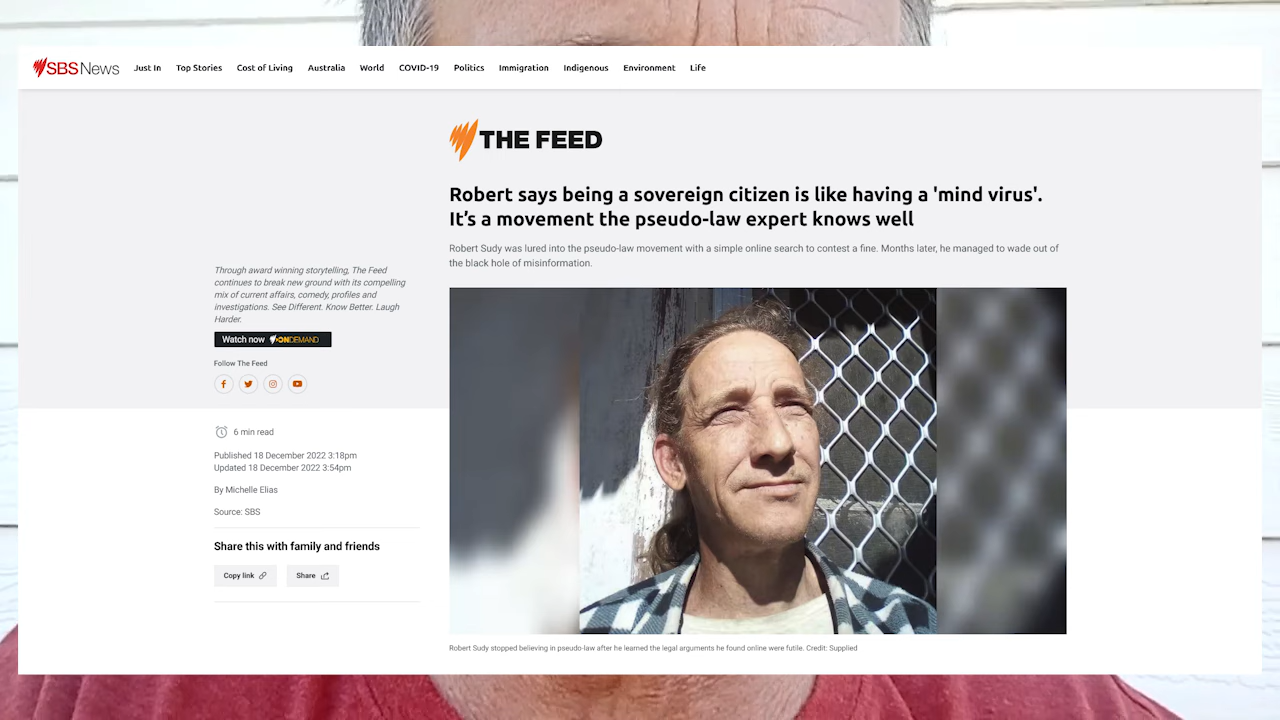 SBS News
Just In
Top Stories
Cost of Living
Australia
World
COVID-19
Politics
Immigration
Indigenous
Environment
Life
THE FEED
Robert says being a sovereign citizen is like having a 'mind virus'.
It’s a movement the pseudo-law expert knows well
Robert Sudy was lured into the pseudo-law movement with a simple online search to contest a fine. Months later, he managed to wade out of
the black hole of misinformation.
Through award winning storytelling, The Feed
continues to break new ground with its compelling
mix of current affairs, comedy, profiles and
investigations. See Different. Know Better. Laugh
Harder.
Watch now ON DEMAND
Follow The Feed
6 min read
Published 18 December 2022 3:18pm
Updated 18 December 2022 3:54pm
By Michelle Elias
Source: SBS
Share this with family and friends
Copy link
Share
Robert Sudy stopped believing in pseudo-law after he learned the legal arguments he found online were futile. Credit: Supplied